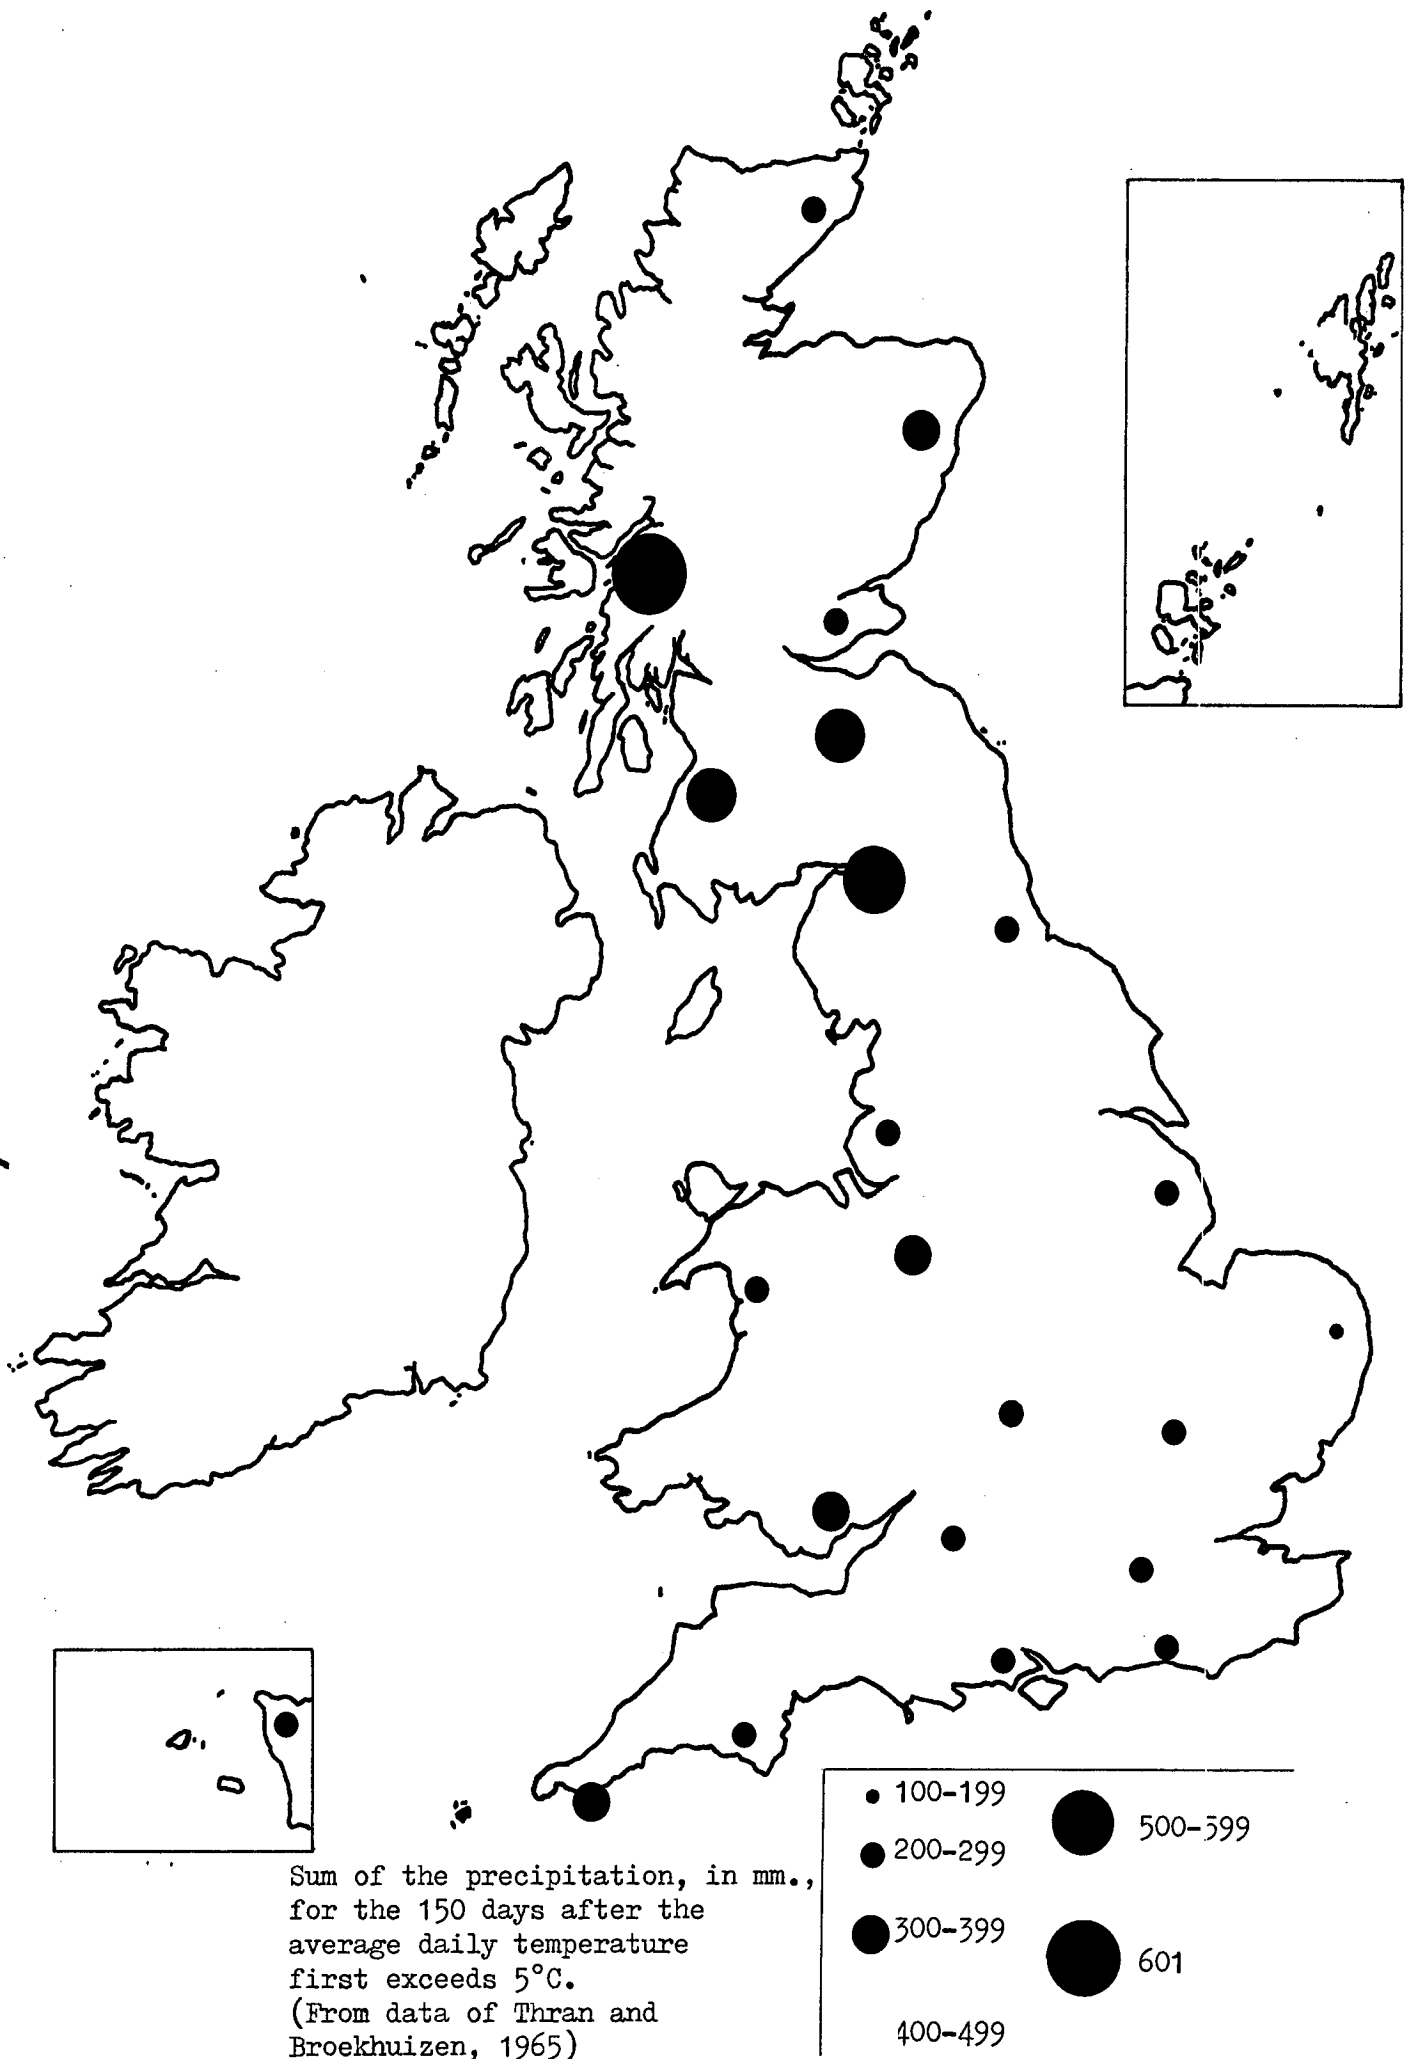 100-199
200-299
300-399
400-499
500-599
601
Sum of the precipitation, in mm.,
for the 150 days after the
average daily temperature
first exceeds 5°C.
(From data of Thran and
Broekhuizen, 1965)